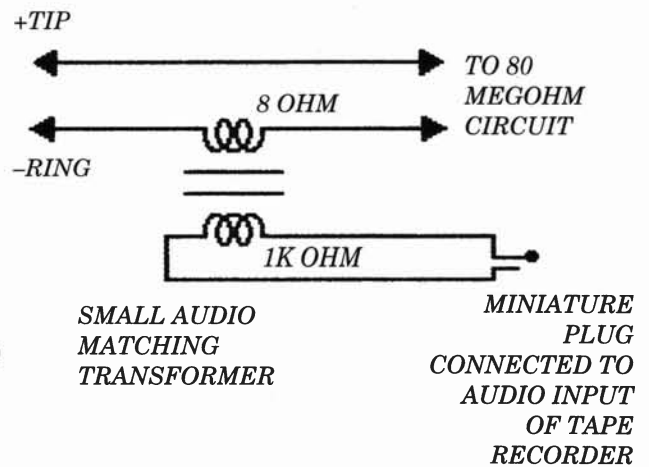 +TIP
TO 80
MEGOHM
CIRCUIT
8 OHM
–RING
1K OHM
SMALL AUDIO
MATCHING
TRANSFORMER
MINIATURE
PLUG
CONNECTED TO
AUDIO INPUT
OF TAPE
RECORDER